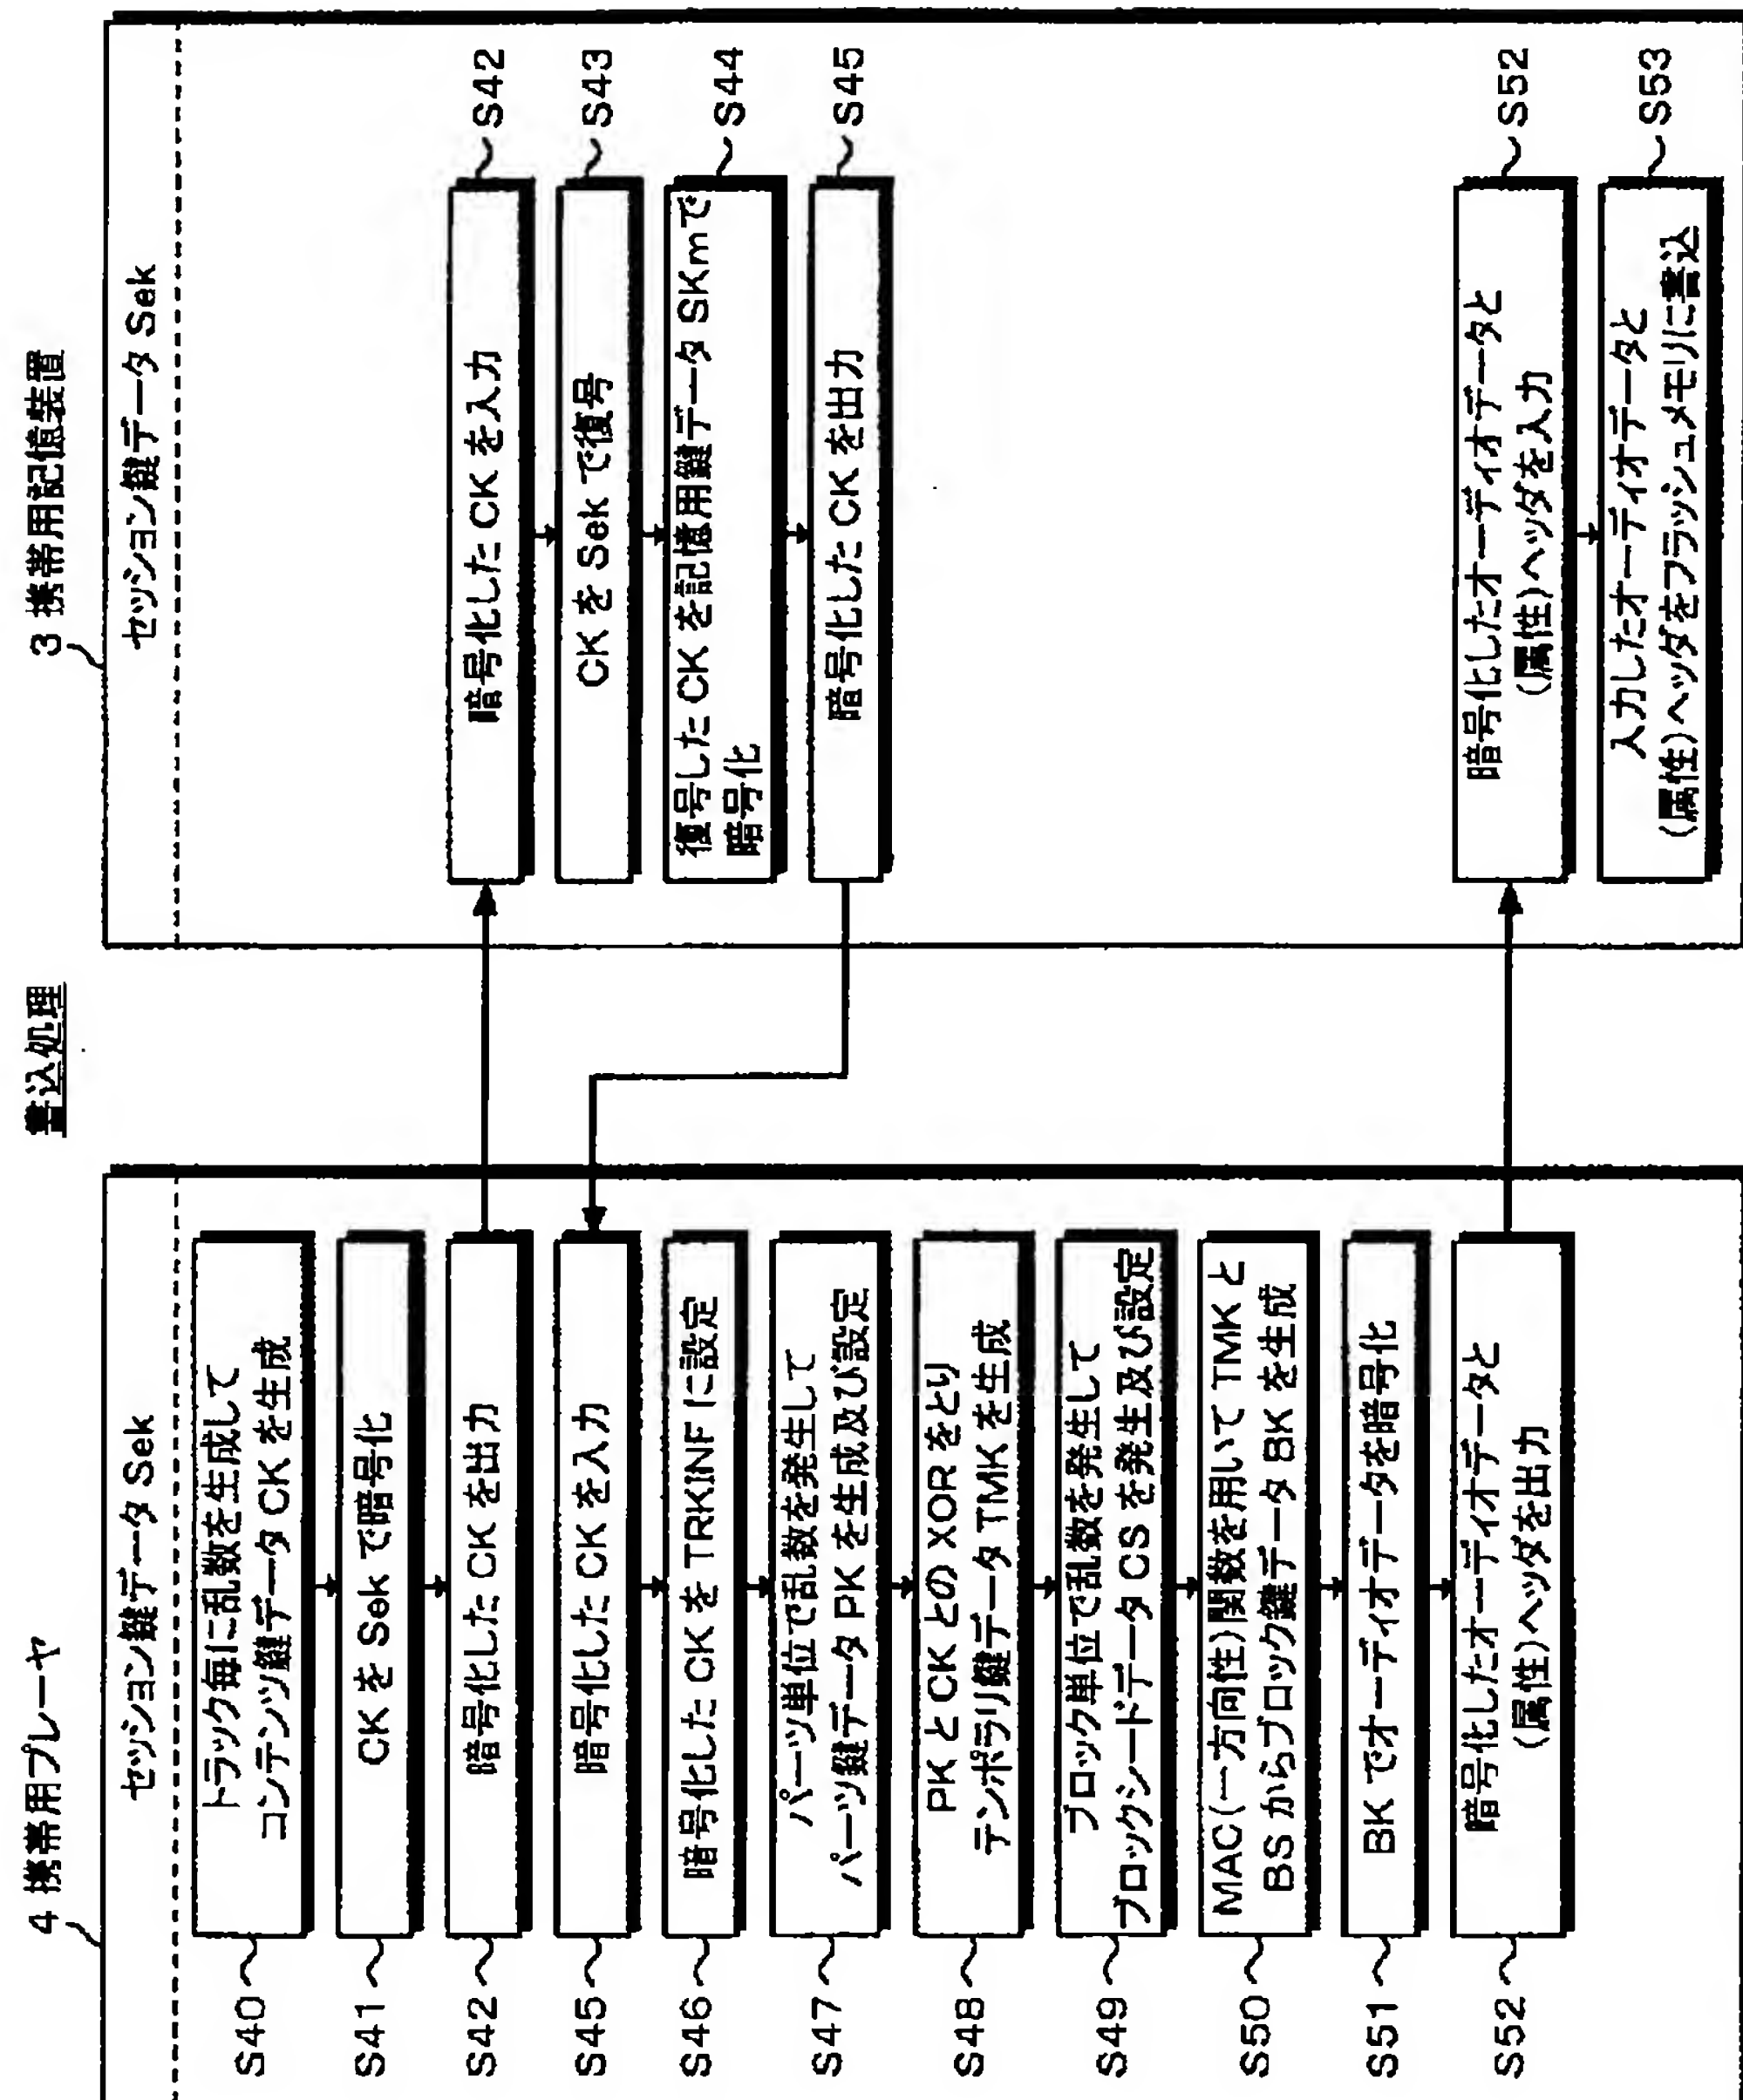 書込処理
4 携帯用プレーヤ
セッション鍵データ Sek
S40
トラック毎に乱数を生成して
コンテンツ鍵データ CK を生成
S41
CK を Sek で暗号化
S42
暗号化した CK を出力
S45
暗号化した CK を入力
S46
暗号化した CK を TRKINF に設定
S47
パーツ単位で乱数を発生して
パーツ鍵データ PK を生成及び設定
S48
PK と CK との XOR をとり
テンポラリ鍵データ TMK を生成
S49
ブロック単位で乱数を発生して
ブロックシードデータ CS を発生及び設定
S50
MAC(一方向性)関数を用いて TMK と
BS からブロック鍵データ BK を生成
S51
BK でオーディオデータを暗号化
S52
暗号化したオーディオデータと
(属性)ヘッダを出力
3 携帯用記憶装置
セッション鍵データ Sek
暗号化した CK を入力
S42
CK を Sek で復号
S43
復号した CK を記憶用鍵データ SKmで
暗号化
S44
暗号化した CK を出力
S45
暗号化したオーディオデータと
(属性)ヘッダを入力
S52
入力したオーディオデータと
(属性)ヘッダをフラッシュメモリに書込
S53